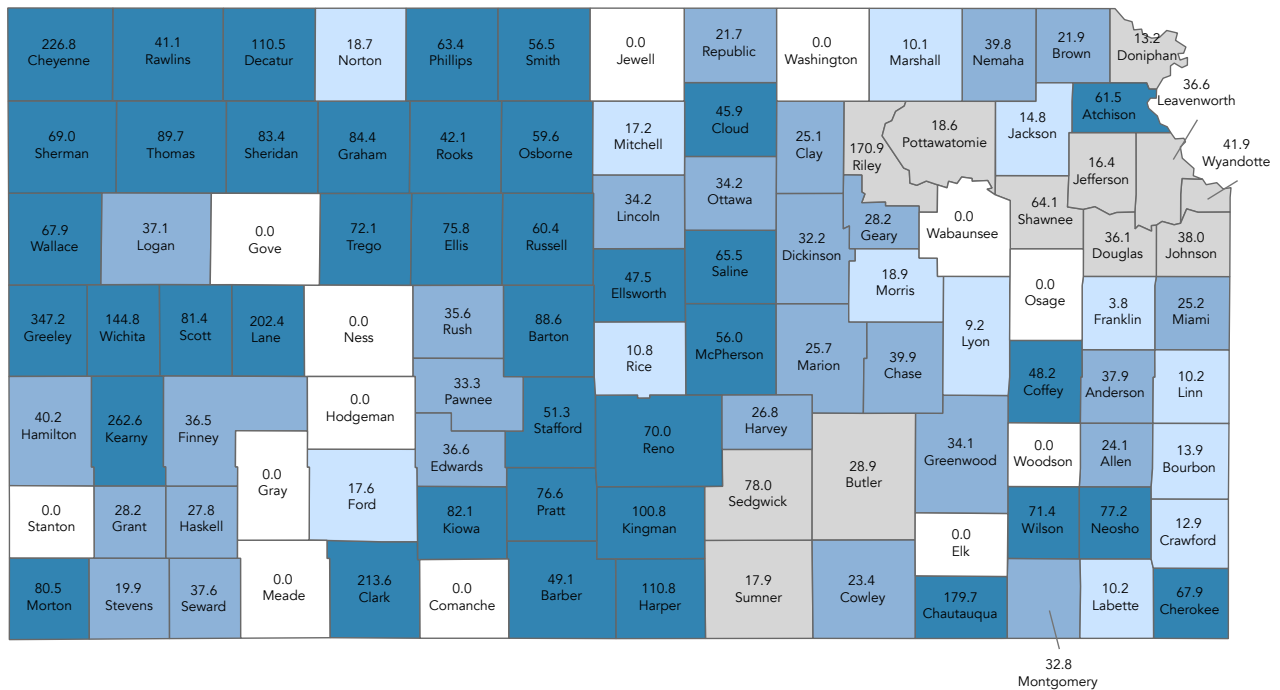 226.8
Cheyenne
41.1
Rawlins
110.5
Decatur
18.7
Norton
63.4
Phillips
56.5
Smith
0.0
Jewell
21.7
Republic
0.0
Washington
10.1
Marshall
39.8
Nemaha
21.9
Brown
13.2
Doniphan
36.6
Leavenworth
61.5
Atchison
41.9
Wyandotte
69.0
Sherman
89.7
Thomas
83.4
Sheridan
84.4
Graham
42.1
Rooks
59.6
Osborne
17.2
Mitchell
45.9
Cloud
25.1
Clay
170.9
Riley
18.6
Pottawatomie
14.8
Jackson
16.4
Jefferson
67.9
Wallace
37.1
Logan
0.0
Gove
72.1
Trego
75.8
Ellis
60.4
Russell
34.2
Lincoln
34.2
Ottawa
32.2
Dickinson
28.2
Geary
0.0
Wabaunsee
64.1
Shawnee
36.1
Douglas
38.0
Johnson
47.5
Ellsworth
65.5
Saline
18.9
Morris
0.0
Osage
3.8
Franklin
25.2
Miami
347.2
Greeley
144.8
Wichita
81.4
Scott
202.4
Lane
0.0
Ness
35.6
Rush
88.6
Barton
10.8
Rice
56.0
McPherson
25.7
Marion
39.9
Chase
9.2
Lyon
48.2
Coffey
37.9
Anderson
10.2
Linn
40.2
Hamilton
262.6
Kearny
36.5
Finney
0.0
Hodgeman
33.3
Pawnee
51.3
Stafford
70.0
Reno
26.8
Harvey
28.9
Butler
34.1
Greenwood
0.0
Woodson
24.1
Allen
13.9
Bourbon
0.0
Gray
17.6
Ford
36.6
Edwards
78.0
Sedgwick
0.0
Stanton
28.2
Grant
27.8
Haskell
82.1
Kiowa
76.6
Pratt
100.8
Kingman
0.0
Elk
71.4
Wilson
77.2
Neosho
12.9
Crawford
80.5
Morton
19.9
Stevens
37.6
Seward
0.0
Meade
213.6
Clark
0.0
Comanche
49.1
Barber
110.8
Harper
17.9
Sumner
23.4
Cowley
179.7
Chautauqua
10.2
Labette
67.9
Cherokee
32.8
Montgomery